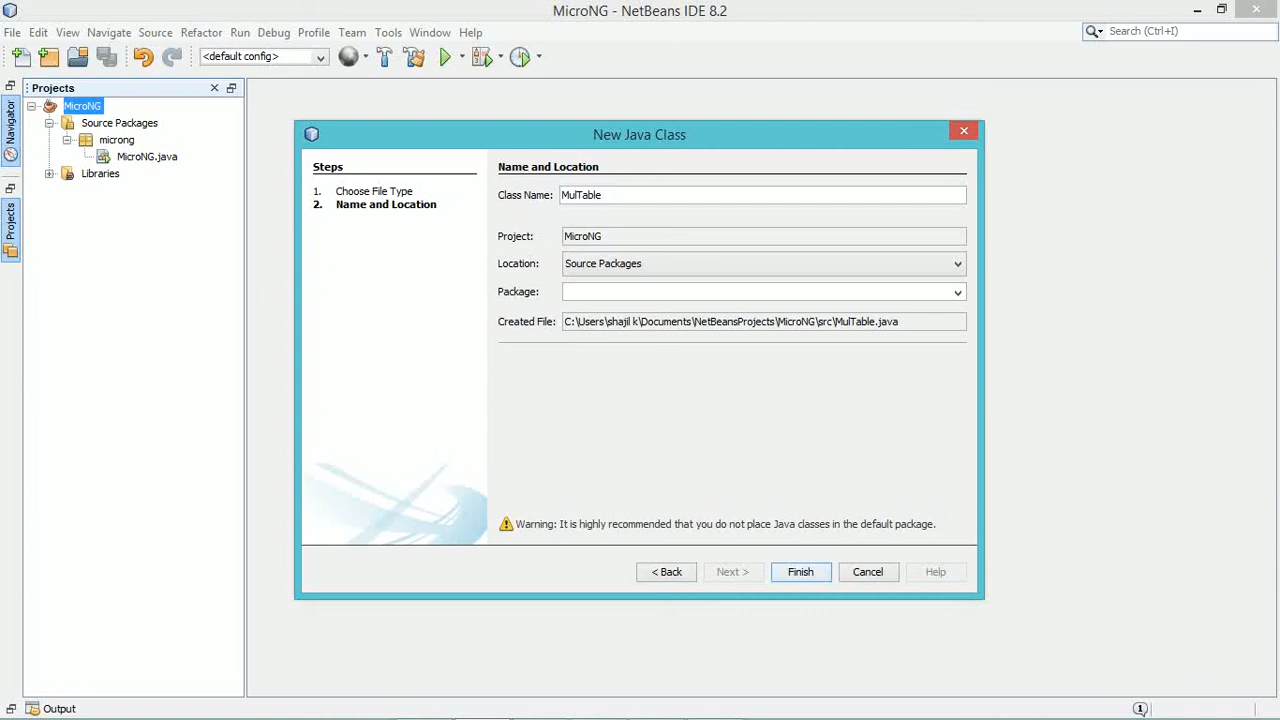 MicroNG - NetBeans IDE 8.2
File Edit View Navigate Source Refactor Run Debug Profile Team Tools Window Help
Search (Ctrl+I)
<default config>
Projects
Navigator
Projects
MicroNG
Source Packages
microng
MicroNG.java
Libraries
New Java Class
Steps
1. Choose File Type
2. Name and Location
Name and Location
Class Name: MulTable
Project: MicroNG
Location: Source Packages
Package:
Created File: C:\Users\shajil k\Documents\NetBeansProjects\MicroNG\src\MulTable.java
Warning: It is highly recommended that you do not place Java classes in the default package.
< Back Next > Finish Cancel Help
Output
1